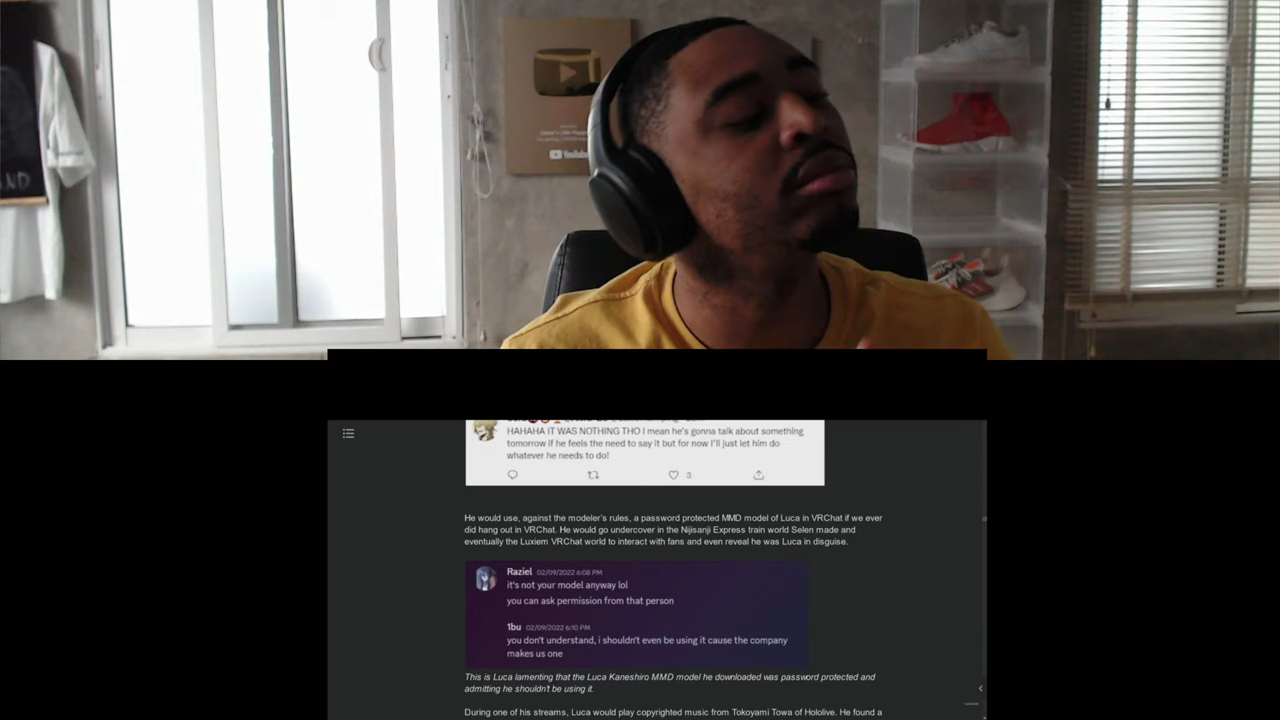 ND
YouTube
HAHAHA IT WAS NOTHING THO I mean he's gonna talk about something
tomorrow if he feels the need to say it but for now I'll just let him do
whatever he needs to do!
3
He would use, against the modeler's rules, a password protected MMD model of Luca in VRChat if we ever
did hang out in VRChat. He would go undercover in the Nijisanji Express train world Selen made and
eventually the Luxiem VRChat world to interact with fans and even reveal he was Luca in disguise.
Raziel 02/09/2022 6:08 PM
it's not your model anyway lol
you can ask permission from that person
1bu 02/09/2022 6:10 PM
you don't understand, i shouldn't even be using it cause the company
makes us one
This is Luca lamenting that the Luca Kaneshiro MMD model he downloaded was password protected and
admitting he shouldn't be using it.
During one of his streams, Luca would play copyrighted music from Tokoyami Towa of Hololive. He found a